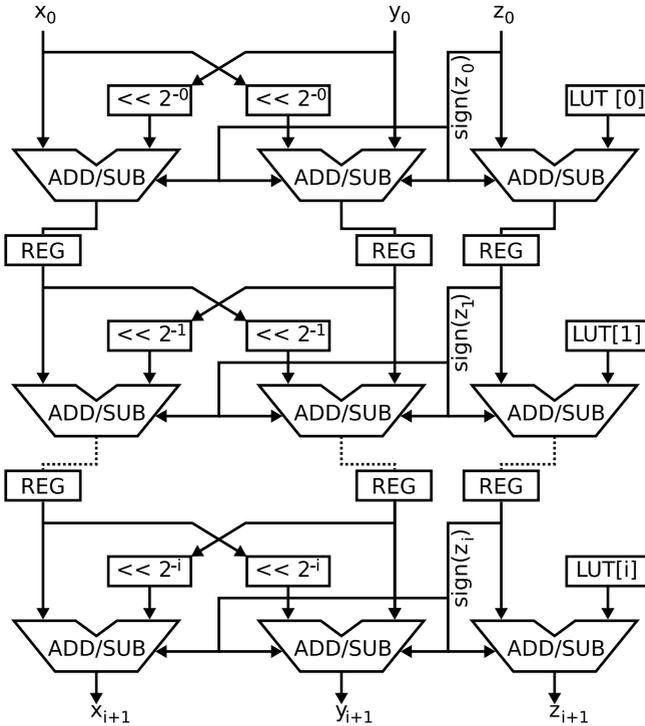 x0 y0 z0
sign(z0)
<< 2-0 << 2-0 LUT [0]
ADD/SUB ADD/SUB ADD/SUB
REG REG REG
sign(z1)
<< 2-1 << 2-1 LUT[1]
ADD/SUB ADD/SUB ADD/SUB
REG REG REG
sign(zi)
<< 2-i << 2-i LUT[i]
ADD/SUB ADD/SUB ADD/SUB
xi+1 yi+1 zi+1